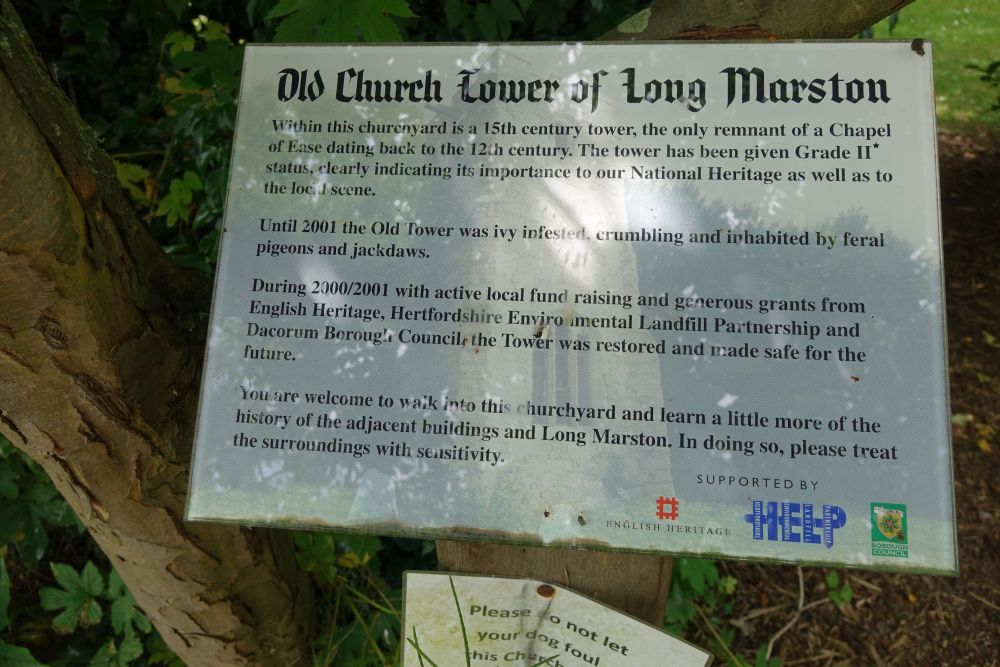 Old Church Tower of Long Marston
Within this churchyard is a 15th century tower, the only remnant of a Chapel
of Ease dating back to the 12th century. The tower has been given Grade II*
status, clearly indicating its importance to our National Heritage as well as to
the local scene.
Until 2001 the Old Tower was ivy infested, crumbling and inhabited by feral
pigeons and jackdaws.
During 2000/2001 with active local fund raising and generous grants from
English Heritage, Hertfordshire Environmental Landfill Partnership and
Dacorum Borough Council, the Tower was restored and made safe for the
future.
You are welcome to walk into this churchyard and learn a little more of the
history of the adjacent buildings and Long Marston. In doing so, please treat
the surroundings with sensitivity.
SUPPORTED BY
ENGLISH HERITAGE
HERTFORDSHIRE
ENVIRONMENTAL
LANDFILL
PARTNERSHIP
HELP
BOROUGH
COUNCIL
Please do not let
your dog foul
this Church